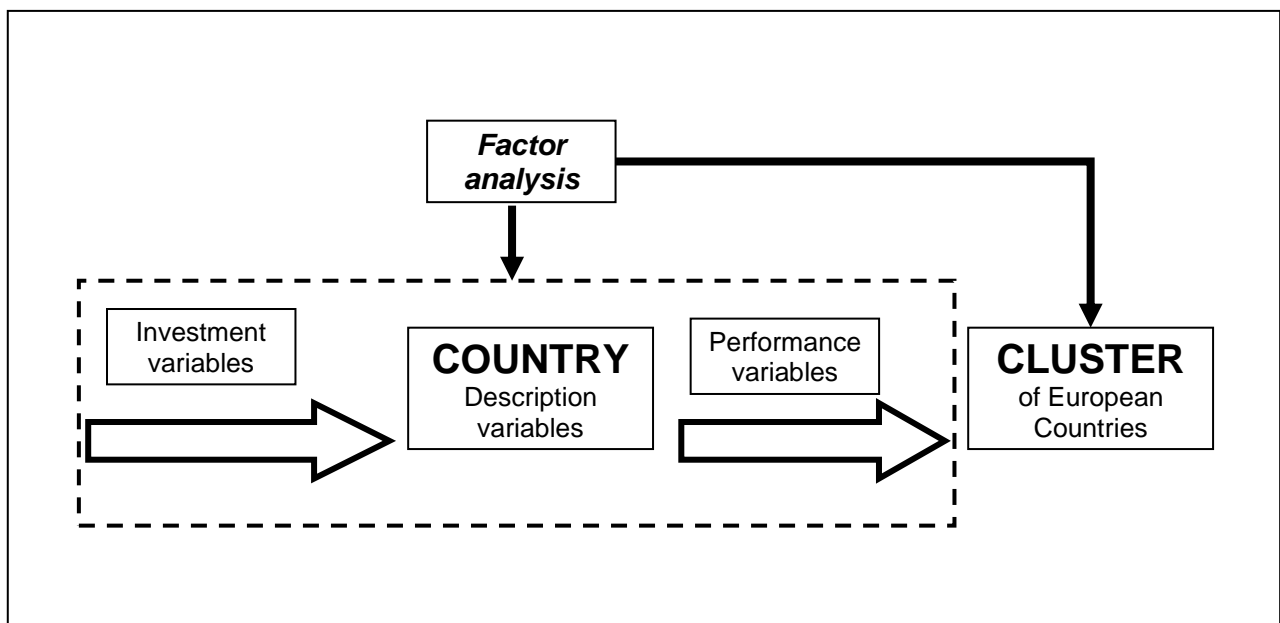 Factor
analysis
Investment
variables
COUNTRY
Description
variables
Performance
variables
CLUSTER
of European
Countries